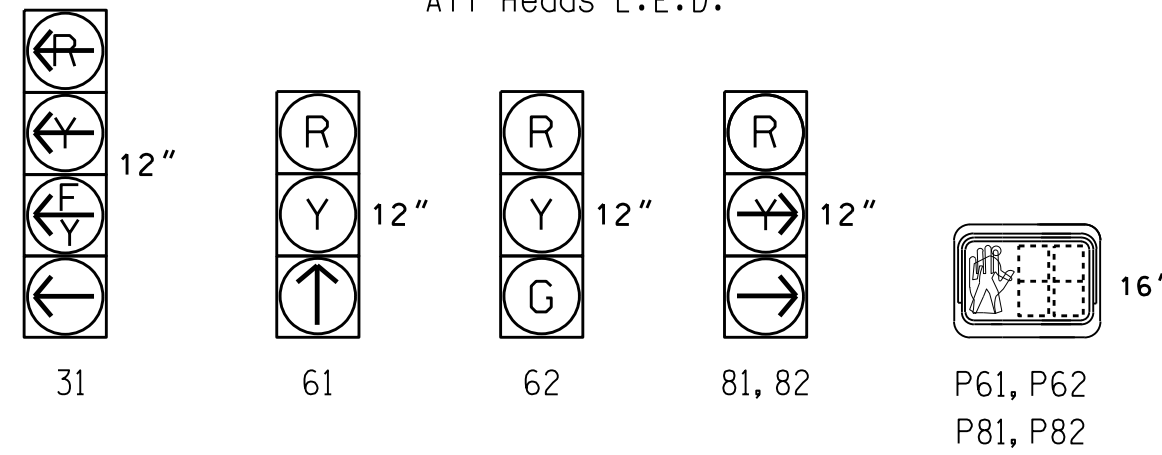 All Heads L.E.D.
R
Y
F
Y
12"
R
Y
12"
R
Y
G
12"
R
Y
12"
16"
31
61
62
81, 82
P61, P62
P81, P82